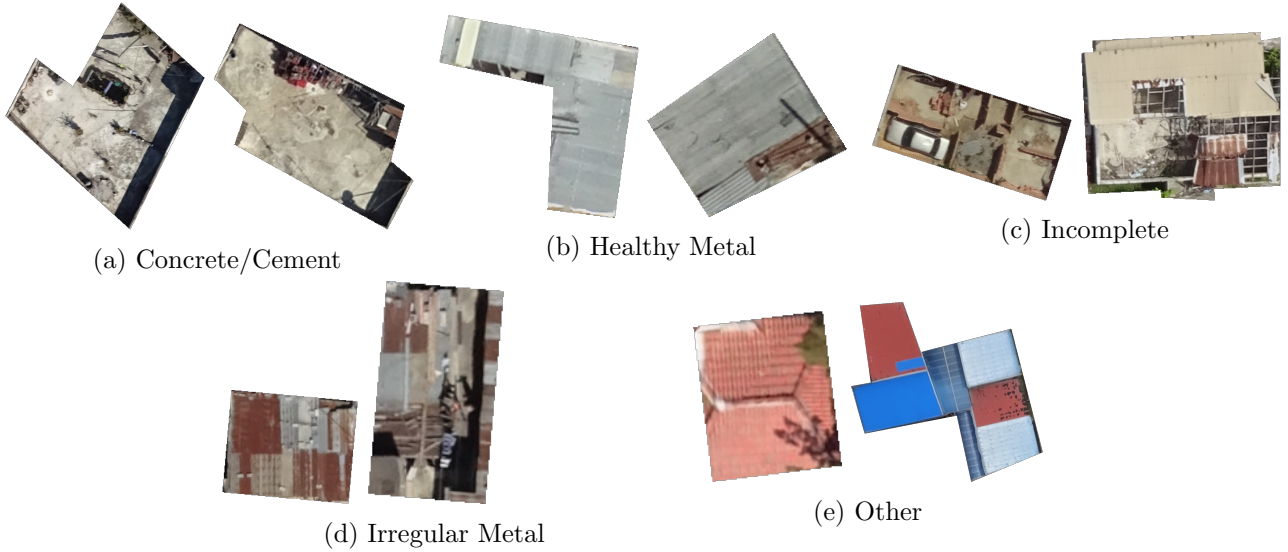 (a) Concrete/Cement
(b) Healthy Metal
(c) Incomplete
(d) Irregular Metal
(e) Other